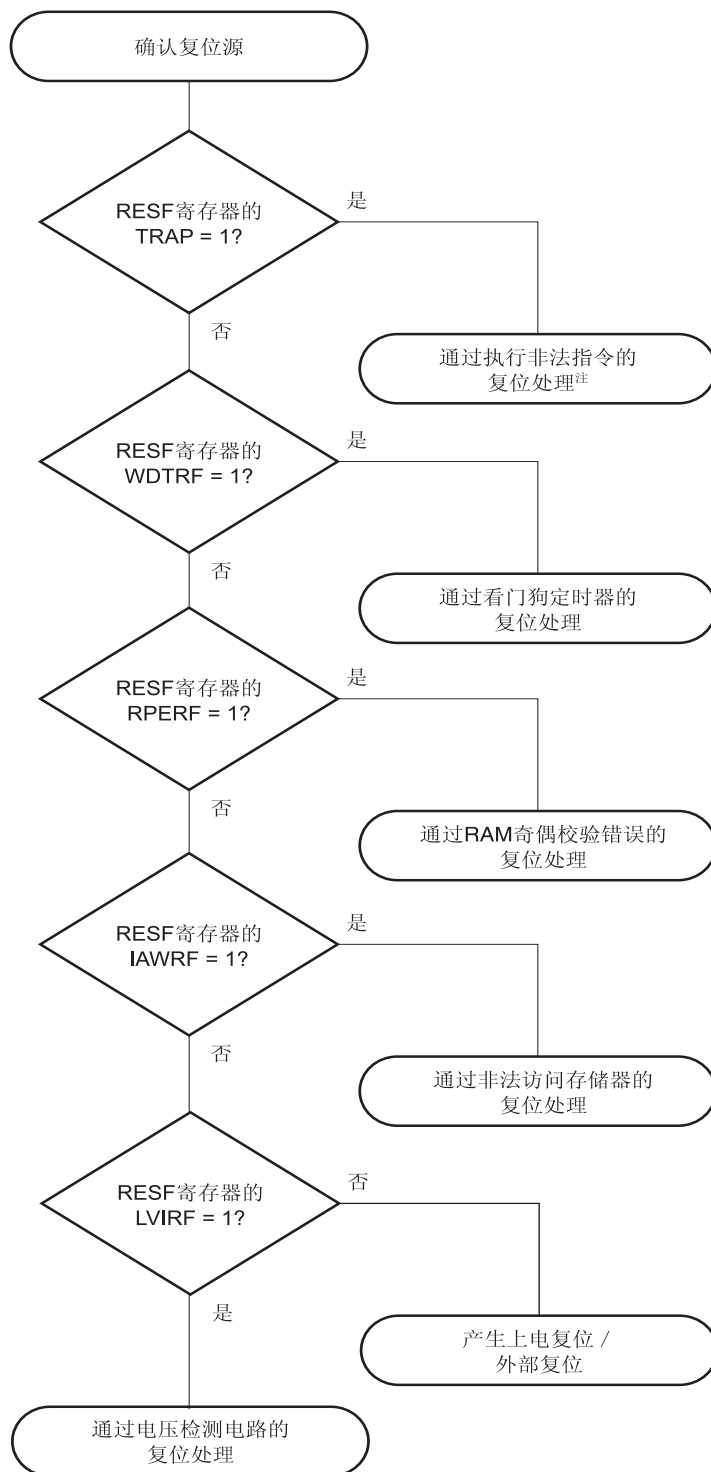 确认复位源
RESF寄存器的
TRAP = 1?
是
否
通过执行非法指令的
复位处理注
RESF寄存器的
WDTRF = 1?
是
否
通过看门狗定时器的
复位处理
RESF寄存器的
RPERF = 1?
是
否
通过RAM奇偶校验错误的
复位处理
RESF寄存器的
IAWRF = 1?
是
否
通过非法访问存储器的
复位处理
RESF寄存器的
LVIRF = 1?
否
是
产生上电复位 /
外部复位
通过电压检测电路的
复位处理